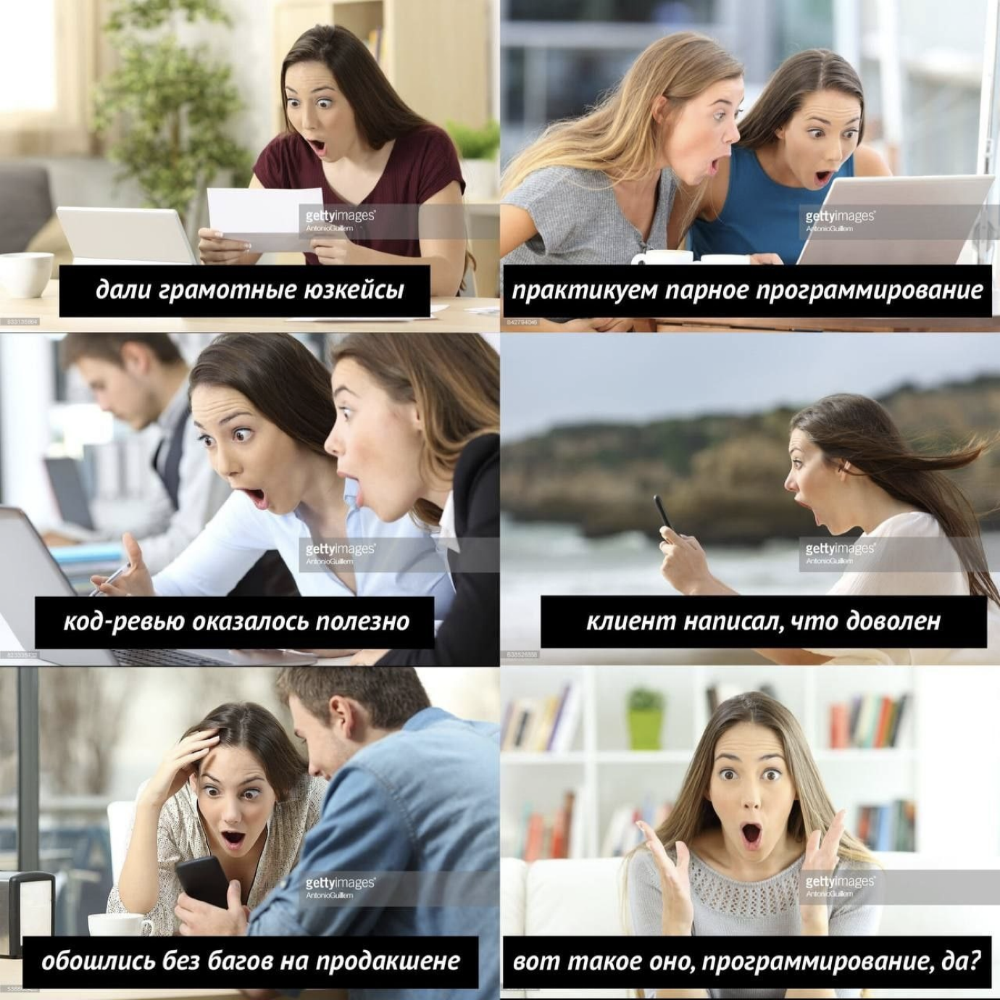 gettyimages®
AntonioGuillem
дали грамотные юзкейсы
gettyimages®
AntonioGuillem
практикуем парное программирование
842794046
gettyimages®
AntonioGuillem
код-ревью оказалось полезно
gettyimages®
AntonioGuillem
клиент написал, что доволен
gettyimages®
AntonioGuillem
обошлись без багов на продакшене
gettyimages®
AntonioGuillem
вот такое оно, программирование, да?